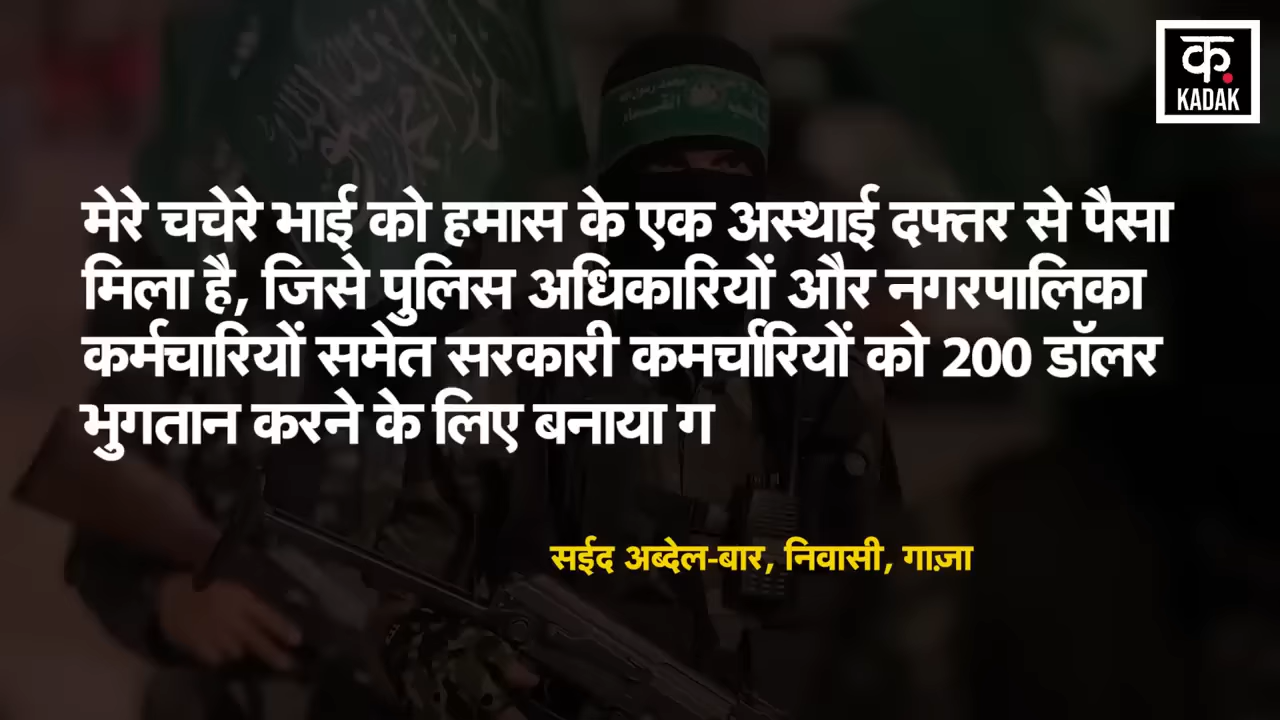 क.
KADAK
मेरे चचेरे भाई को हमास के एक अस्थाई दफ्तर से पैसा
मिला है, जिसे पुलिस अधिकारियों और नगरपालिका
कर्मचारियों समेत सरकारी कमर्चारियों को 200 डॉलर
भुगतान करने के लिए बनाया ग
सईद अब्देल-बार, निवासी, गाज़ा